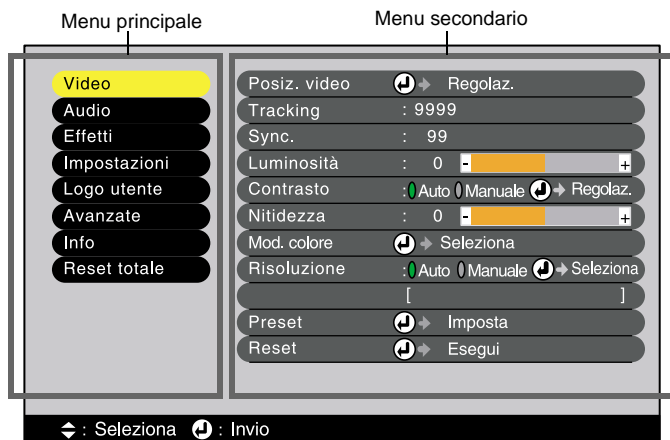 Menu principale
Menu secondario
Video
Audio
Effetti
Impostazioni
Logo utente
Avanzate
Info
Reset totale
Posiz. video Regolaz.
Tracking : 9999
Sync. : 99
Luminosità : 0 - +
Contrasto : Auto Manuale Regolaz.
Nitidezza : 0 - +
Mod. colore Seleziona
Risoluzione : Auto Manuale Seleziona
[ ]
Preset Imposta
Reset Esegui
: Seleziona : Invio